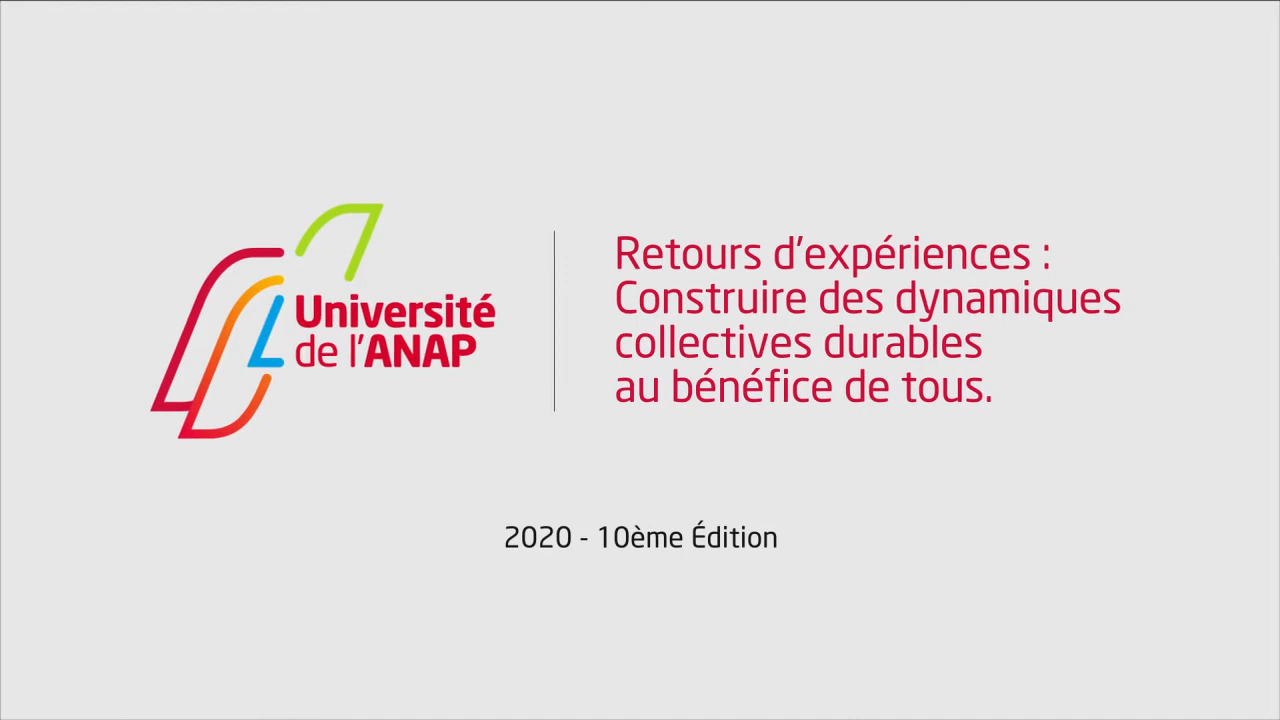 Université
de l'ANAP
Retours d'expériences :
Construire des dynamiques
collectives durables
au bénéfice de tous.
2020 - 10ème Édition